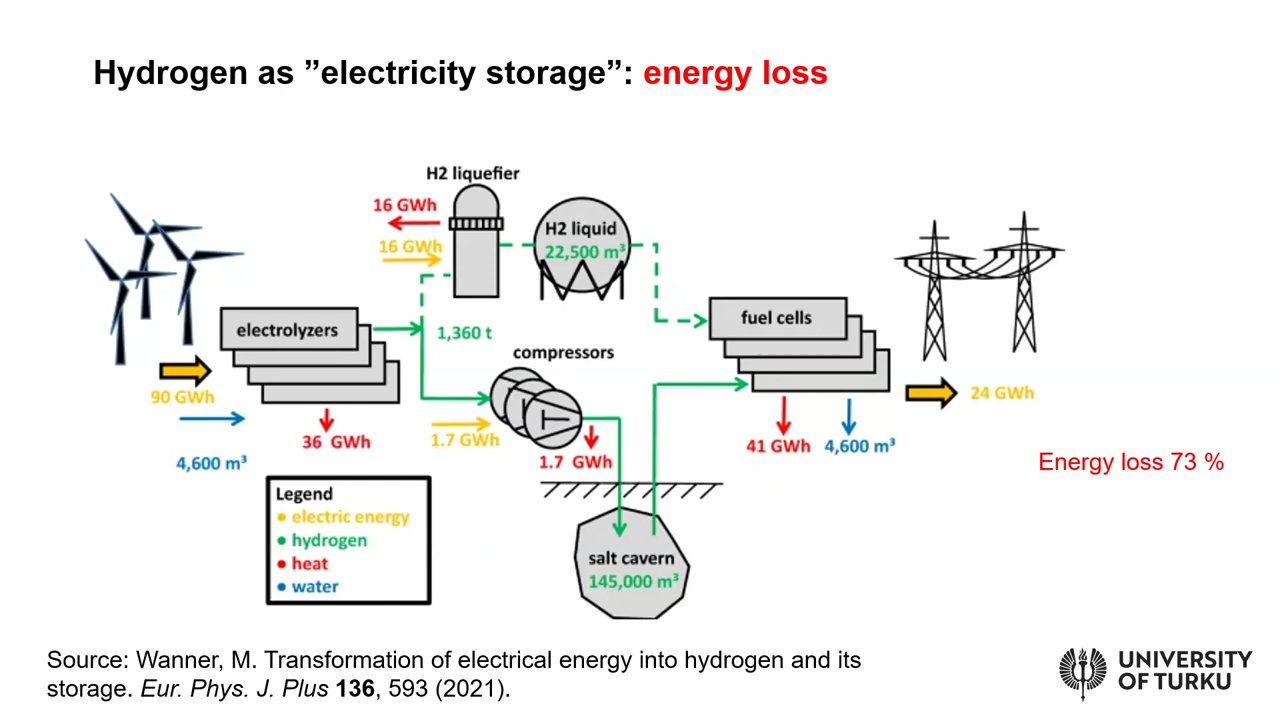 Hydrogen as ”electricity storage”: energy loss
H2 liquefier
16 GWh
16 GWh
H2 liquid
22,500 m³
electrolyzers
1,360 t
fuel cells
compressors
90 GWh
24 GWh
36 GWh
1.7 GWh
41 GWh
4,600 m³
4,600 m³
1.7 GWh
Energy loss 73 %
Legend
• electric energy
• hydrogen
• heat
• water
salt cavern
145,000 m³
Source: Wanner, M. Transformation of electrical energy into hydrogen and its
storage. Eur. Phys. J. Plus 136, 593 (2021).
UNIVERSITY
OF TURKU